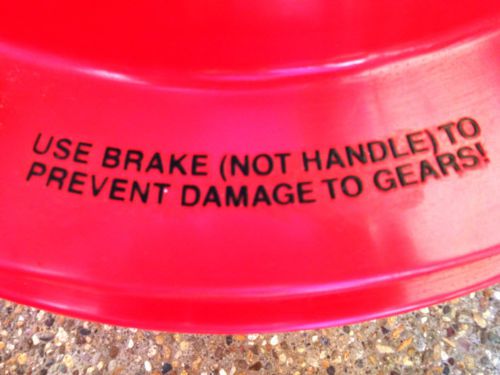 USE BRAKE (NOT HANDLE) TO
PREVENT DAMAGE TO GEARS!